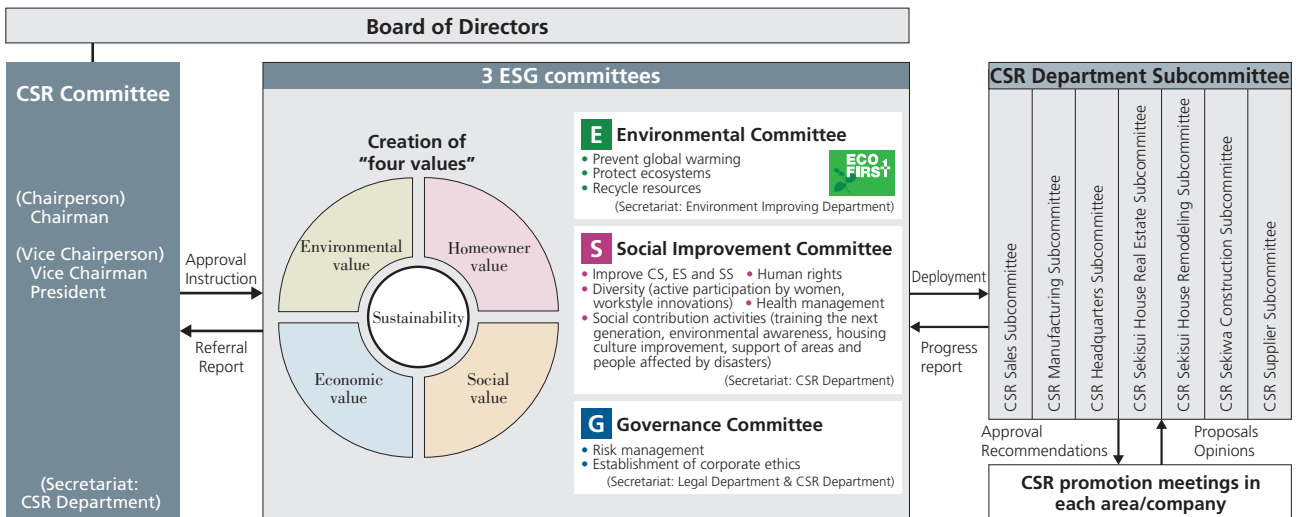 Board of Directors
CSR Committee
(Chairperson)
Chairman
(Vice Chairperson)
Vice Chairman
President
(Secretariat:
CSR Department)
Approval
Instruction
Referral
Report
3 ESG committees
Creation of
“four values”
Environmental
value
Homeowner
value
Sustainability
Economic
value
Social
value
E Environmental Committee
• Prevent global warming
• Protect ecosystems
• Recycle resources
ECO
FIRST
(Secretariat: Environment Improving Department)
S Social Improvement Committee
• Improve CS, ES and SS • Human rights
• Diversity (active participation by women,
workstyle innovations) • Health management
• Social contribution activities (training the next
generation, environmental awareness, housing
culture improvement, support of areas and
people affected by disasters)
(Secretariat: CSR Department)
G Governance Committee
• Risk management
• Establishment of corporate ethics
(Secretariat: Legal Department & CSR Department)
Deployment
Progress
report
CSR Department Subcommittee
CSR Sales Subcommittee
CSR Manufacturing Subcommittee
CSR Headquarters Subcommittee
CSR Sekisui House Real Estate Subcommittee
CSR Sekisui House Remodeling Subcommittee
CSR Sekiwa Construction Subcommittee
CSR Supplier Subcommittee
Approval
Recommendations
Proposals
Opinions
CSR promotion meetings in
each area/company